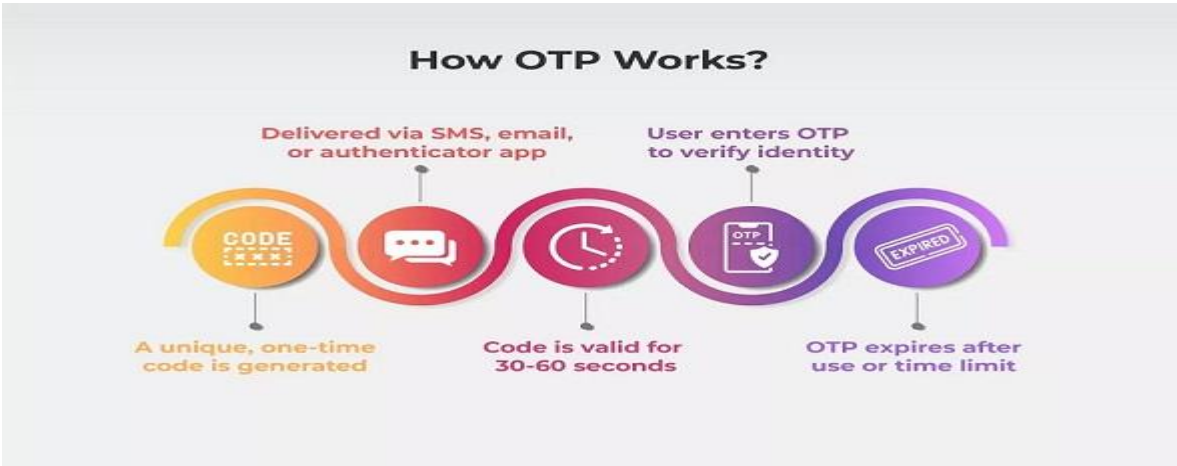 How OTP Works?
Delivered via SMS, email,
or authenticator app
User enters OTP
to verify identity
CODE
xxx
OTP
EXPIRED
A unique, one-time
code is generated
Code is valid for
30-60 seconds
OTP expires after
use or time limit